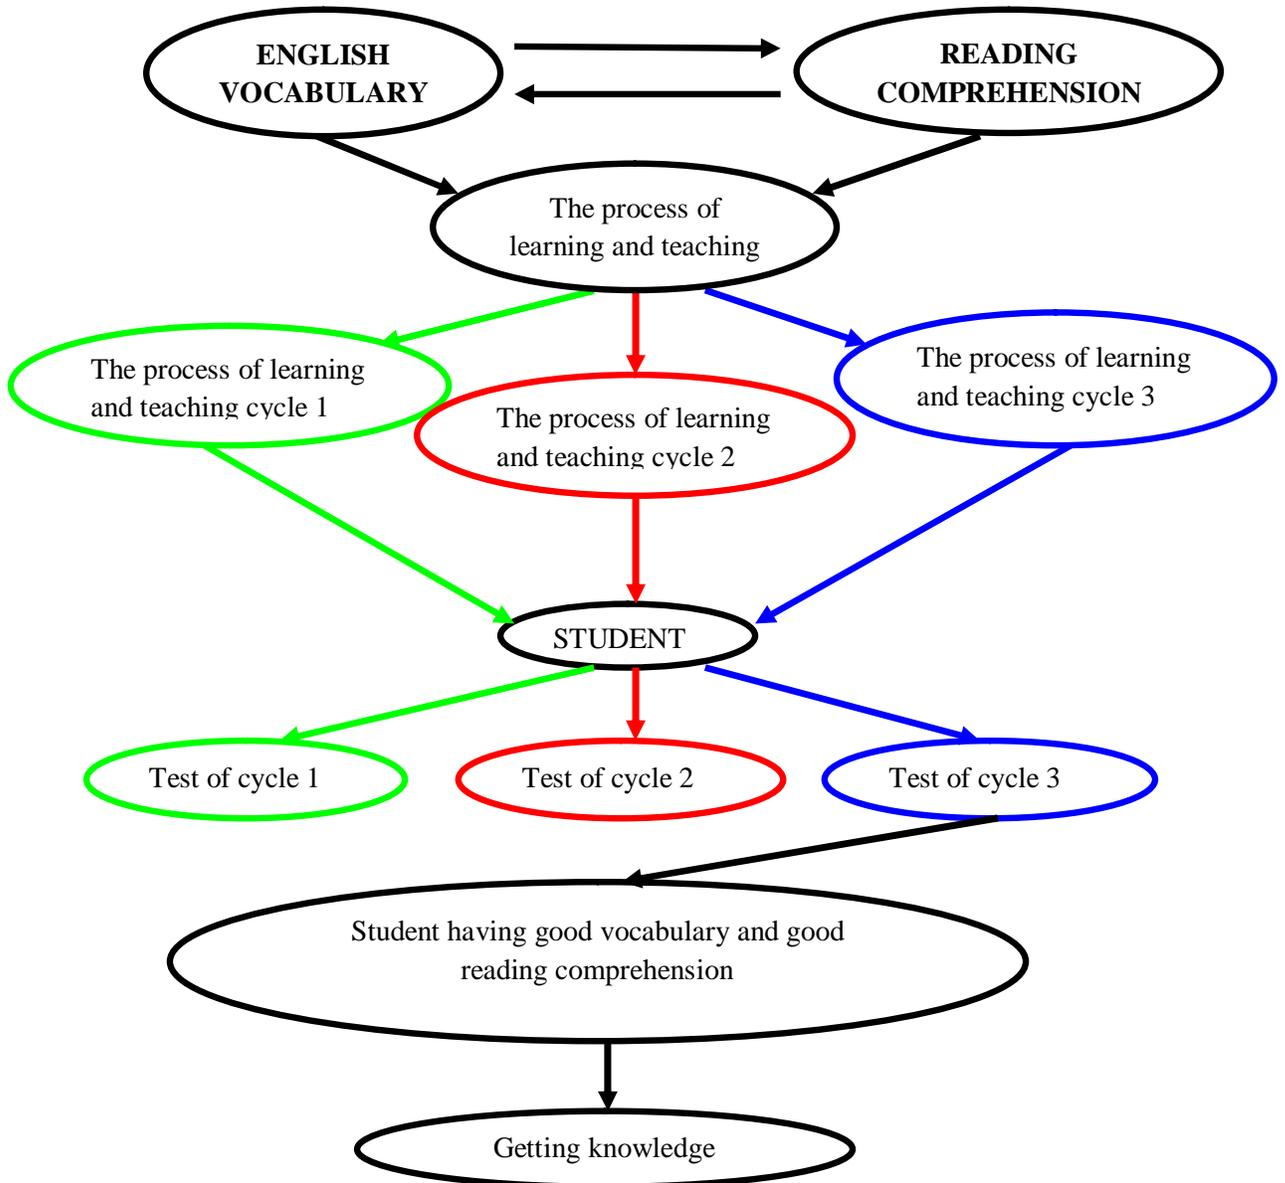 ENGLISH
VOCABULARY
READING
COMPREHENSION
The process of
learning and teaching
The process of learning
and teaching cycle 1
The process of learning
and teaching cycle 2
The process of learning
and teaching cycle 3
STUDENT
Test of cycle 1
Test of cycle 2
Test of cycle 3
Student having good vocabulary and good
reading comprehension
Getting knowledge